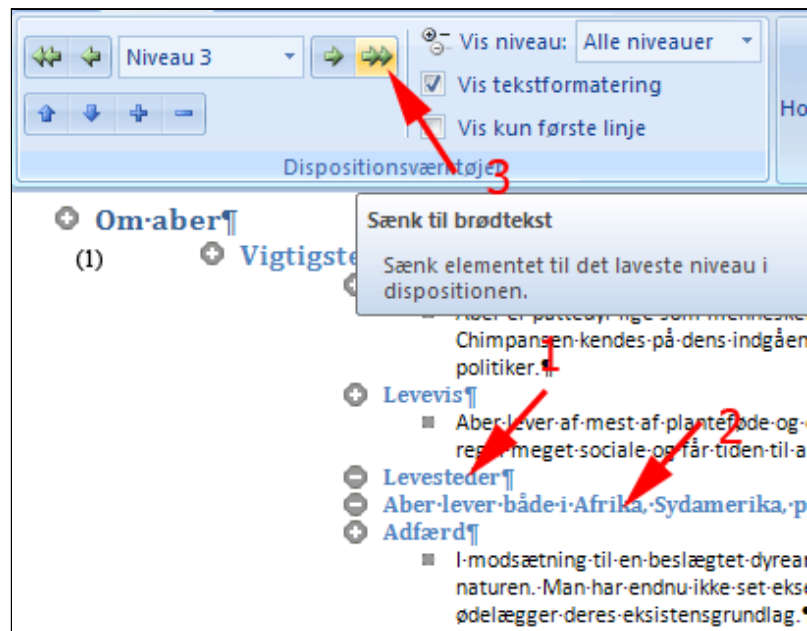 Niveau 3
Vis niveau: Alle niveauer
Vis tekstformatering
Vis kun første linje
Ho
Dispositionsværktøjer
3
Sænk til brødtekst
Sænk elementet til det laveste niveau i
dispositionen.
Om·aber¶
(1) Vigtigste
Chimpansen·kendes·på·dens·indgåen
politiker.¶
1
Levevis¶
Aber·lever·af·mest·af·planteføde·og·
2
meget·sociale·og·får·tiden·til·a
Levesteder¶
Aber·lever·både·i·Afrika,·Sydamerika,·p
Adfærd¶
I·modsætning·til·en·beslægtet·dyrear
naturen.·Man·har·endnu·ikke·set·ekse
ødelægger·deres·eksistensgrundlag.¶